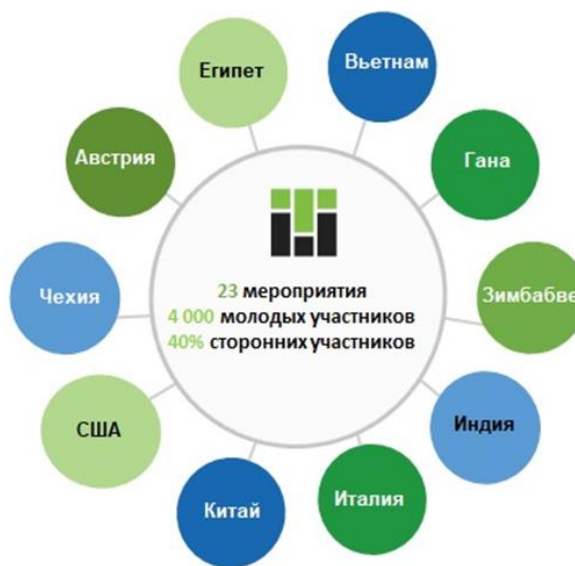 Египет
Вьетнам
Австрия
Гана
Чехия
23 мероприятия
4 000 молодых участников
40% сторонних участников
Зимбабве
США
Индия
Китай
Италия